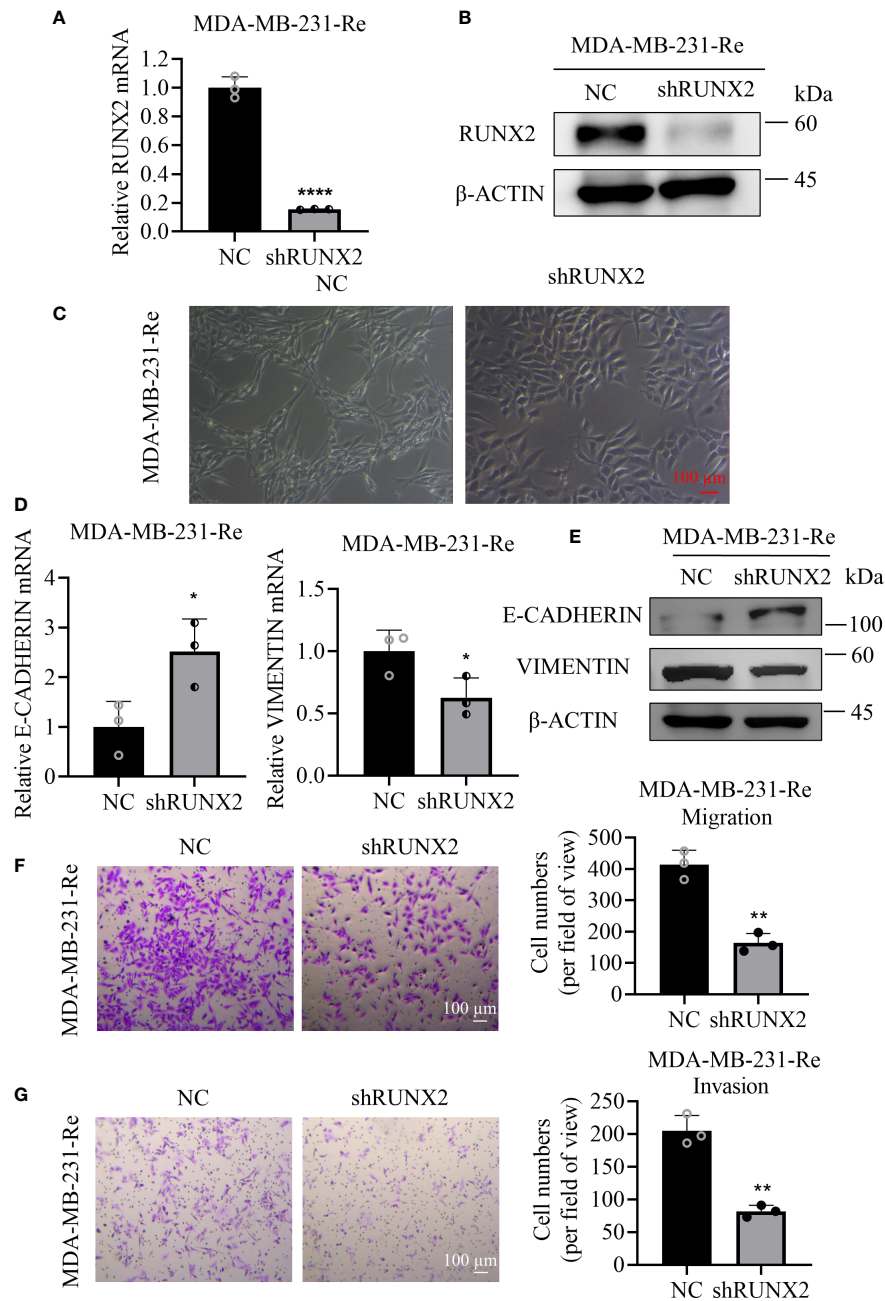 A
MDA-MB-231-Re
Relative RUNX2 mRNA
1.2
1.0
0.8
0.6
0.4
0.2
0.0
****
NC shRUNX2
B
MDA-MB-231-Re
NC shRUNX2 kDa
RUNX2 60
β-ACTIN 45
C
NC shRUNX2
MDA-MB-231-Re
100 μm
D
MDA-MB-231-Re
Relative E-CADHERIN mRNA
4
3
2
1
0
*
NC shRUNX2
MDA-MB-231-Re
Relative VIMENTIN mRNA
1.5
1.0
0.5
0.0
*
NC shRUNX2
E
MDA-MB-231-Re
NC shRUNX2 kDa
E-CADHERIN 100
VIMENTIN 60
β-ACTIN 45
F
NC shRUNX2
MDA-MB-231-Re
100 μm
MDA-MB-231-Re
Migration
Cell numbers
(per field of view)
500
400
300
200
100
0
**
NC shRUNX2
G
NC shRUNX2
MDA-MB-231-Re
100 μm
MDA-MB-231-Re
Invasion
Cell numbers
(per field of view)
250
200
150
100
50
0
**
NC shRUNX2